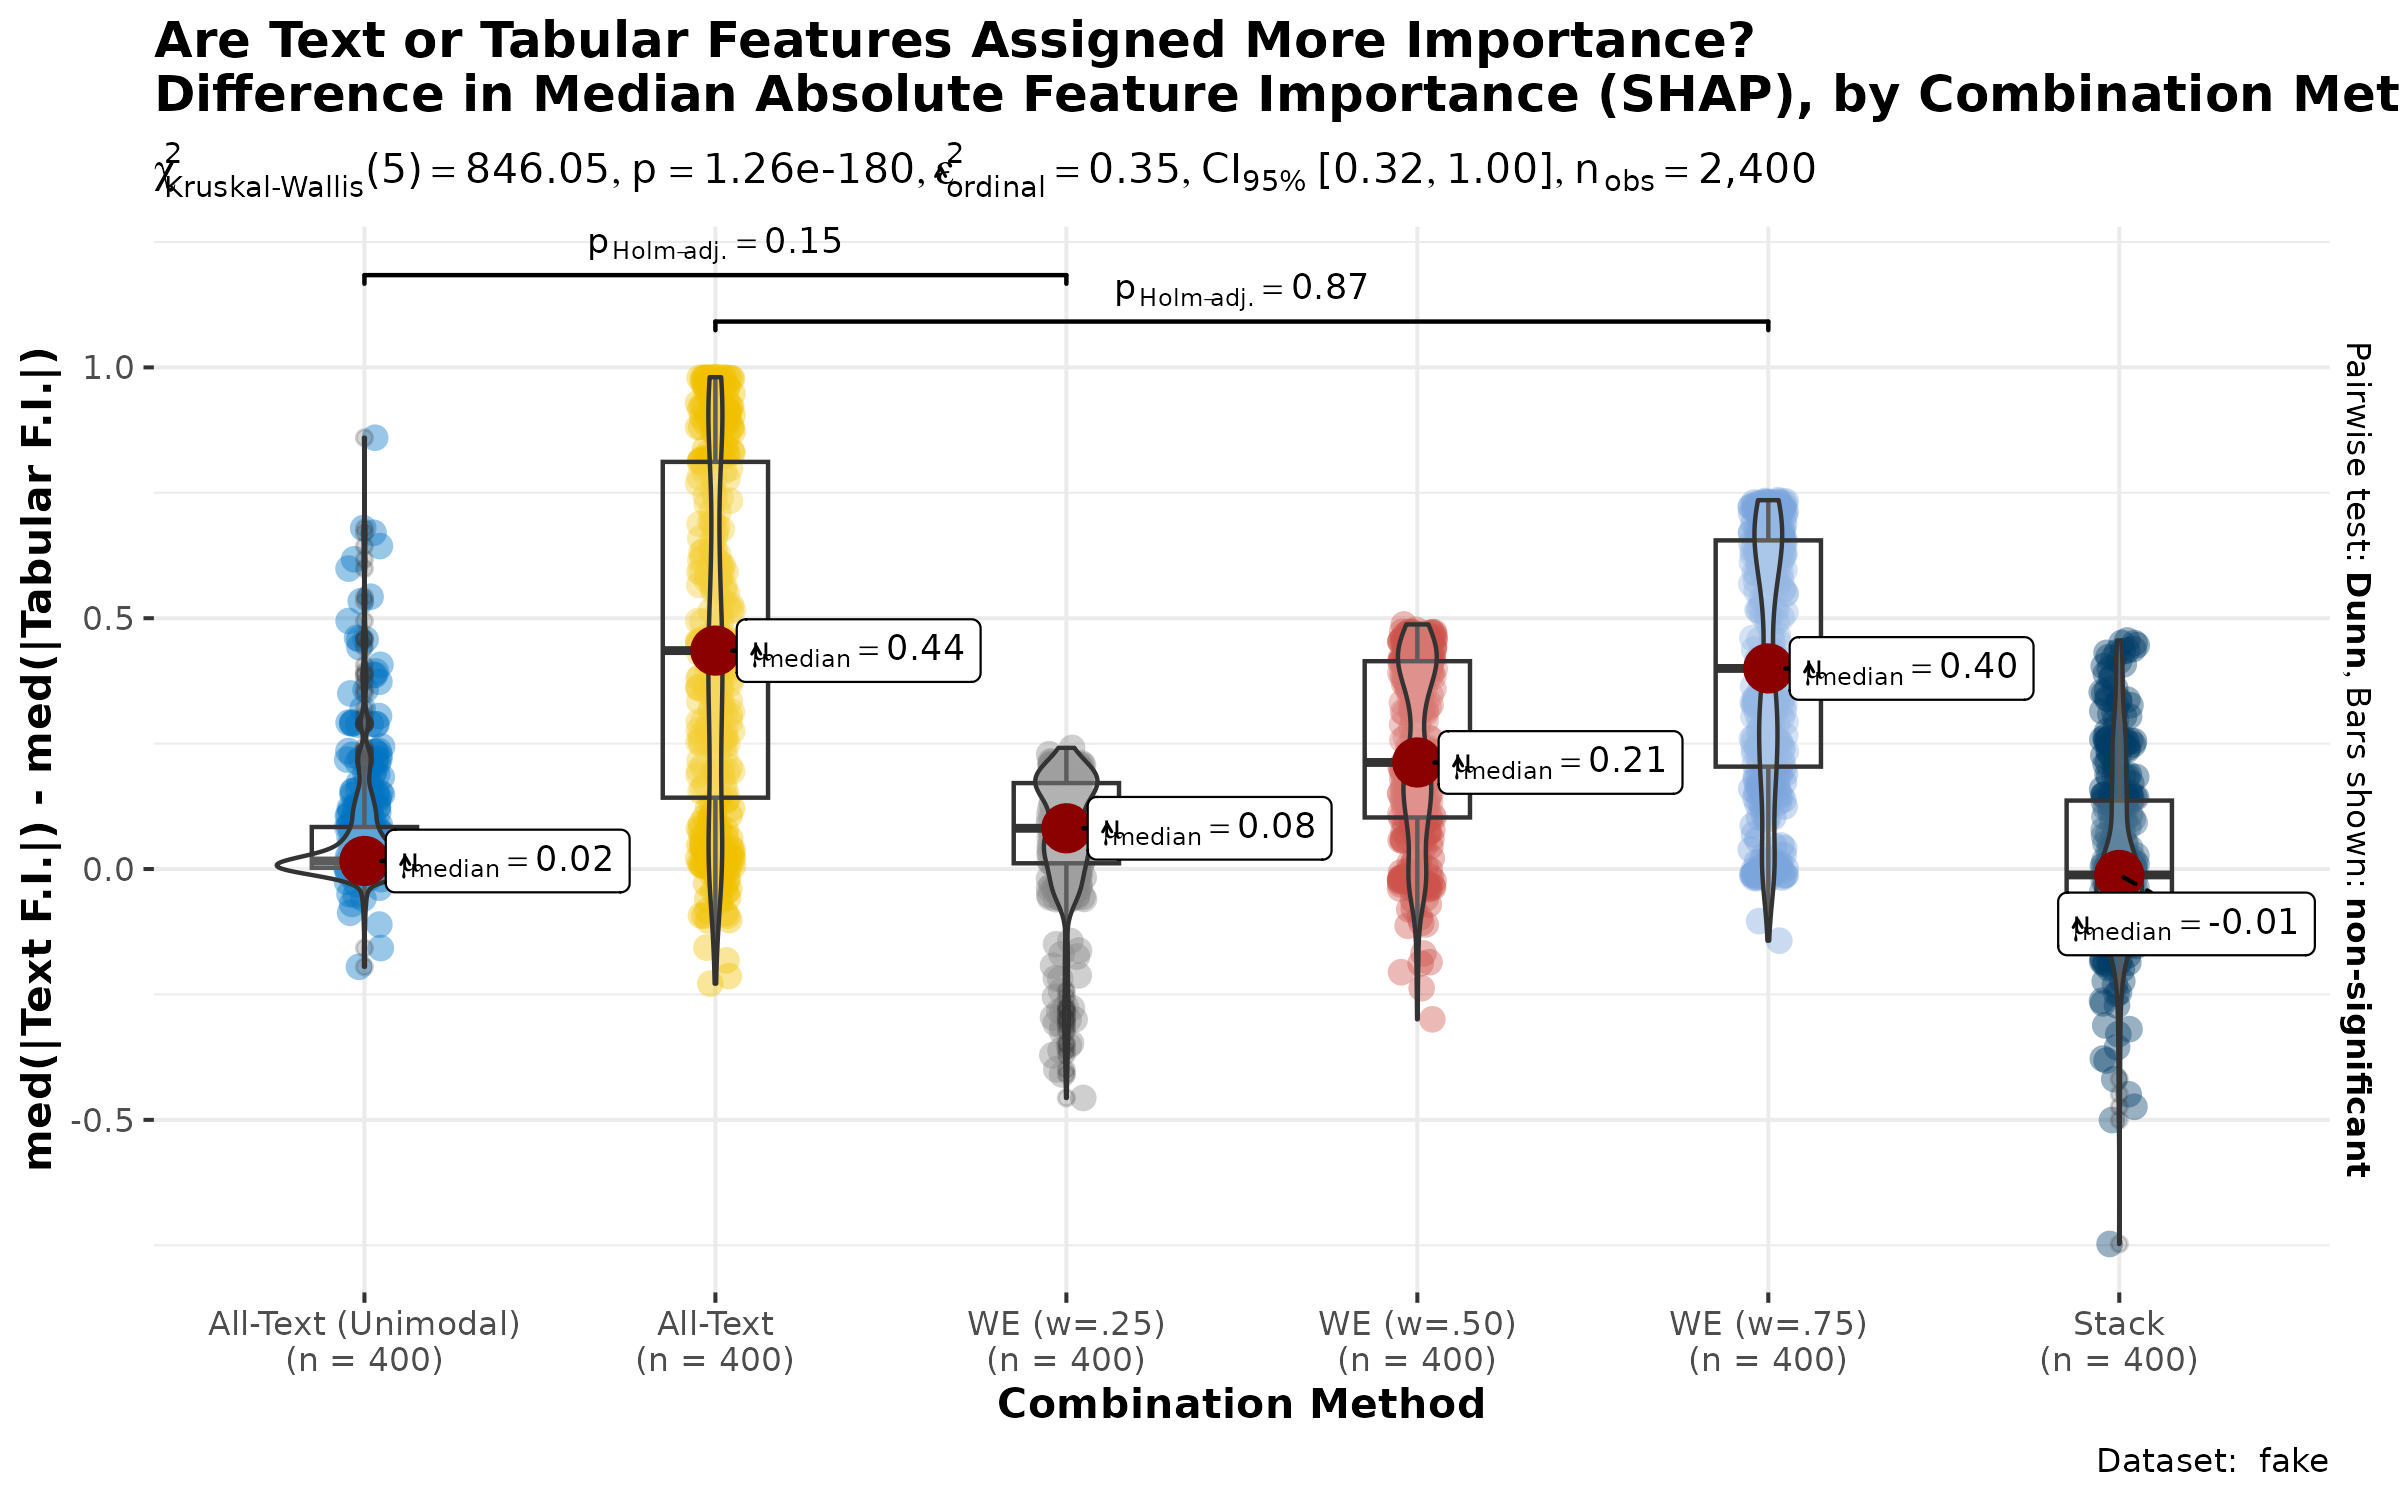 Are Text or Tabular Features Assigned More Importance?
Difference in Median Absolute Feature Importance (SHAP), by Combination Met
χ²Kruskal-Wallis(5) = 846.05, p = 1.26e-180, ε̂²ordinal = 0.35, CI95% [0.32, 1.00], nobs = 2,400
pHolm-adj. = 0.15
pHolm-adj. = 0.87
med(|Text F.I.|) - med(|Tabular F.I.|)
1.0
0.5
0.0
-0.5
μ̂median = 0.02
μ̂median = 0.44
μ̂median = 0.08
μ̂median = 0.21
μ̂median = 0.40
μ̂median = -0.01
Pairwise test: Dunn, Bars shown: non-significant
All-Text (Unimodal)
(n = 400)
All-Text
(n = 400)
WE (w=.25)
(n = 400)
WE (w=.50)
(n = 400)
WE (w=.75)
(n = 400)
Stack
(n = 400)
Combination Method
Dataset: fake